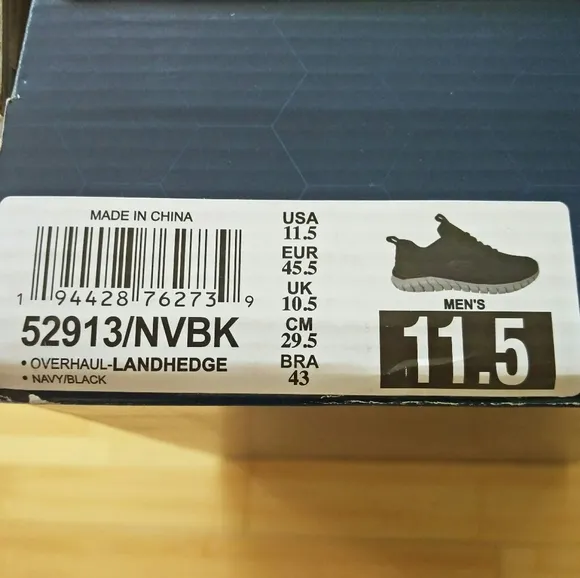 MADE IN CHINA
1 94428 76273 9
52913/NVBK
• OVERHAUL-LANDHEDGE
• NAVY/BLACK
USA
11.5
EUR
45.5
UK
10.5
CM
29.5
BRA
43
MEN'S
11.5